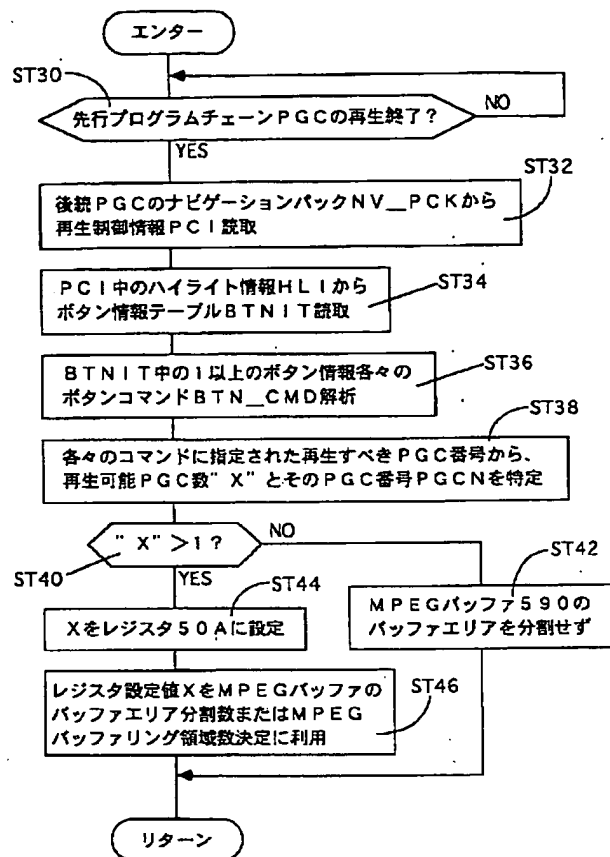 エンター
ST30
先行プログラムチェーンPGCの再生終了?
NO
YES
ST32
後続PGCのナビゲーションパックNV__PCKから
再生制御情報PCI読取
ST34
PCI中のハイライト情報HLIから
ボタン情報テーブルBTNIT読取
ST36
BTNIT中の1以上のボタン情報各々の
ボタンコマンドBTN__CMD解析
ST38
各々のコマンドに指定された再生すべきPGC番号から、
再生可能PGC数"X"とそのPGC番号PGCNを特定
"X">1?
NO
ST40
YES
ST42
MPEGバッファ590の
バッファエリアを分割せず
ST44
Xをレジスタ50Aに設定
レジスタ設定値XをMPEGバッファの
バッファエリア分割数またはMPEG
バッファリング領域数決定に利用
ST46
リターン